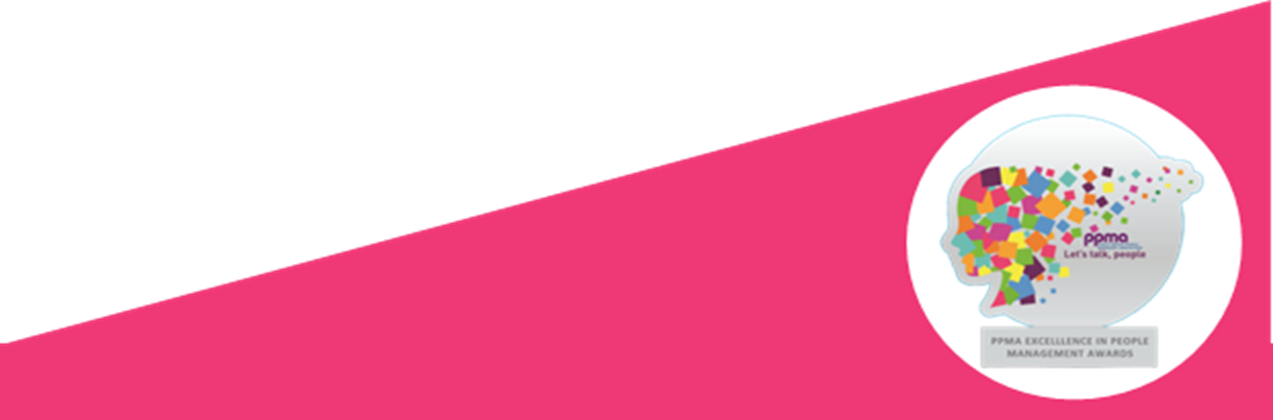 ppma
Let's talk, people
PPMA EXCELLLENCE IN PEOPLE
MANAGEMENT AWARDS